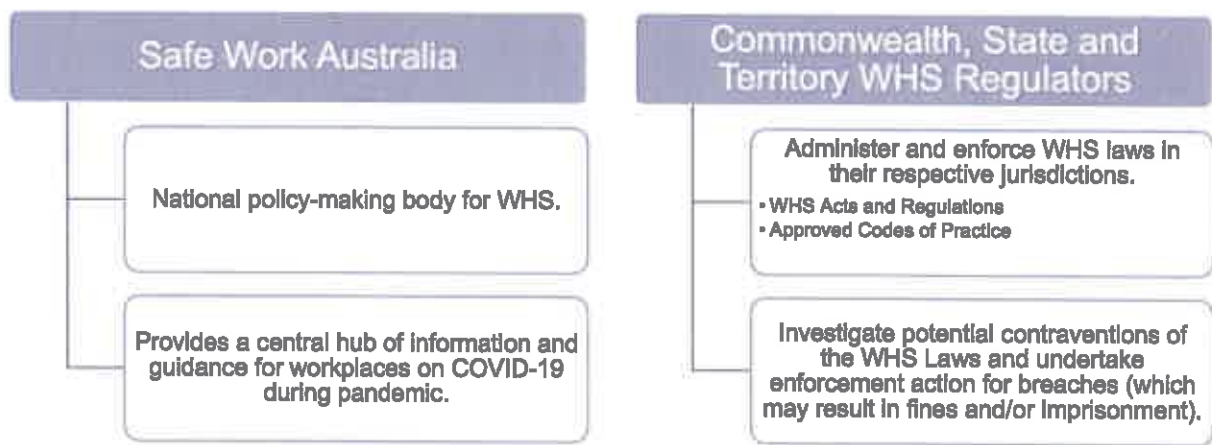 Safe Work Australia
National policy-making body for WHS.
Provides a central hub of information and
guidance for workplaces on COVID-19
during pandemic.
Commonwealth, State and
Territory WHS Regulators
Administer and enforce WHS laws in
their respective jurisdictions.
• WHS Acts and Regulations
• Approved Codes of Practice
Investigate potential contraventions of
the WHS Laws and undertake
enforcement action for breaches (which
may result in fines and/or imprisonment).